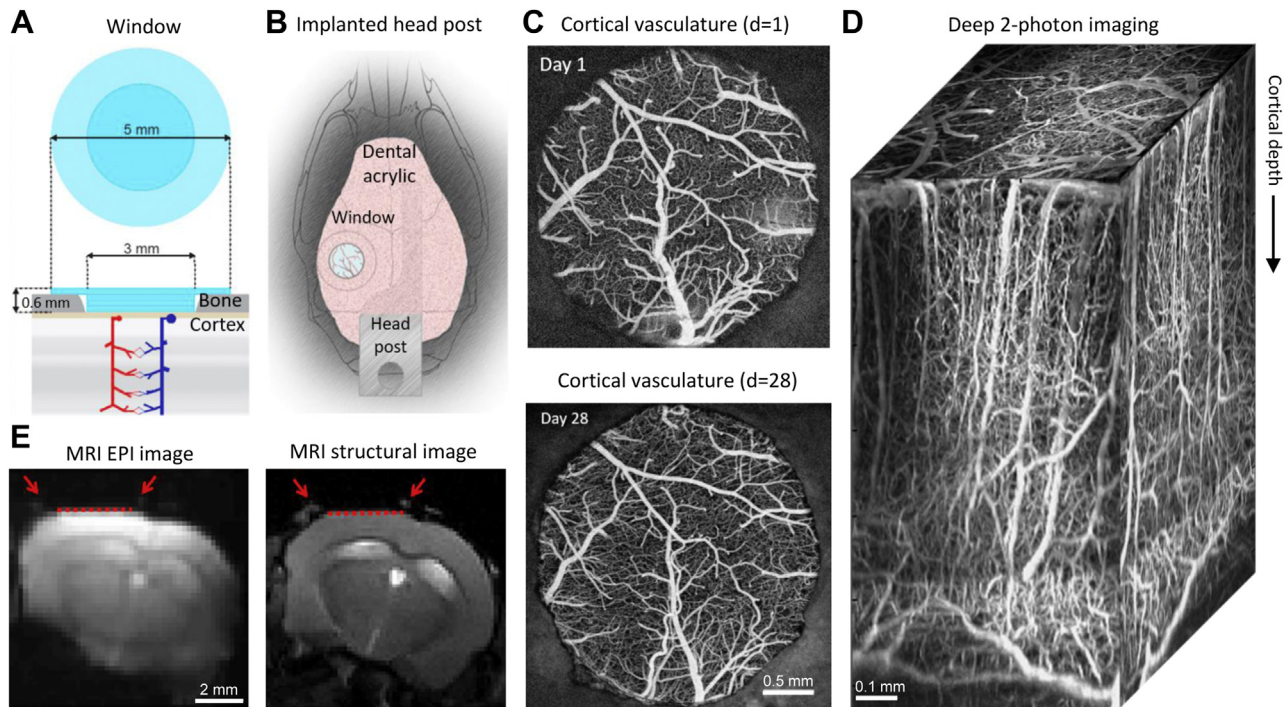 A
Window
5 mm
3 mm
0.6 mm
Bone
Cortex
B
Implanted head post
Dental
acrylic
Window
Head
post
C
Cortical vasculature (d=1)
Day 1
Cortical vasculature (d=28)
Day 28
0.5 mm
D
Deep 2-photon imaging
Cortical depth
0.1 mm
E
MRI EPI image
2 mm
MRI structural image